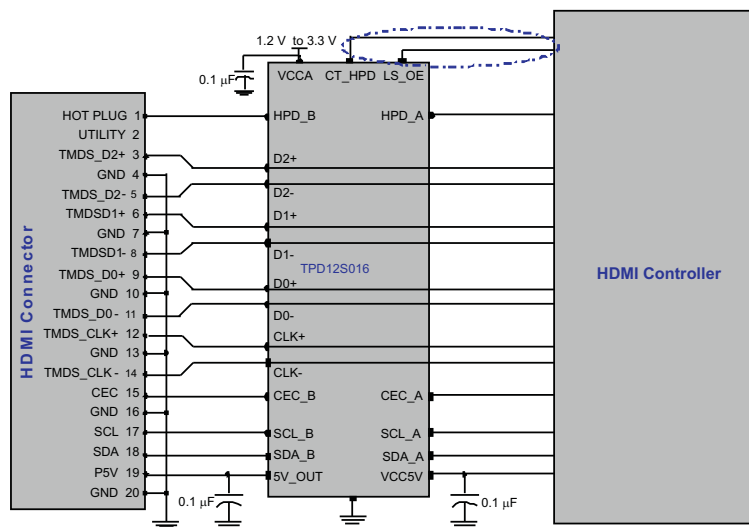 1.2 V to 3.3 V
0.1 µF
VCCA CT_HPD LS_OE
HOT PLUG 1
UTILITY 2
TMDS_D2+ 3
GND 4
TMDS_D2- 5
TMDSD1+ 6
GND 7
TMDSD1- 8
TMDS_D0+ 9
GND 10
TMDS_D0- 11
TMDS_CLK+ 12
GND 13
TMDS_CLK- 14
CEC 15
GND 16
SCL 17
SDA 18
P5V 19
GND 20
HDMI Connector
HPD_B HPD_A
D2+
D2-
D1+
D1-
TPD12S016
D0+
D0-
CLK+
CLK-
CEC_B CEC_A
SCL_B SCL_A
SDA_B SDA_A
5V_OUT VCC5V
0.1 µF
0.1 µF
HDMI Controller